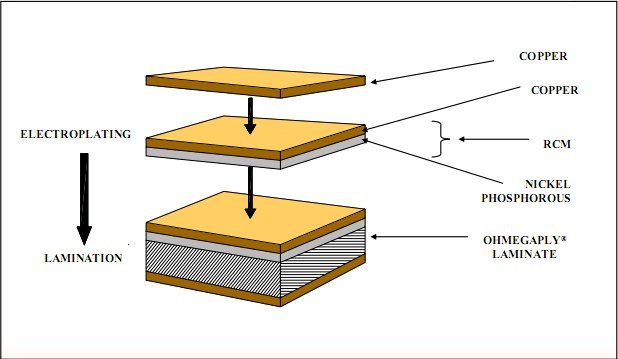 COPPER
COPPER
ELECTROPLATING
RCM
NICKEL
PHOSPHOROUS
OHMEGAPLY®
LAMINATE
LAMINATION